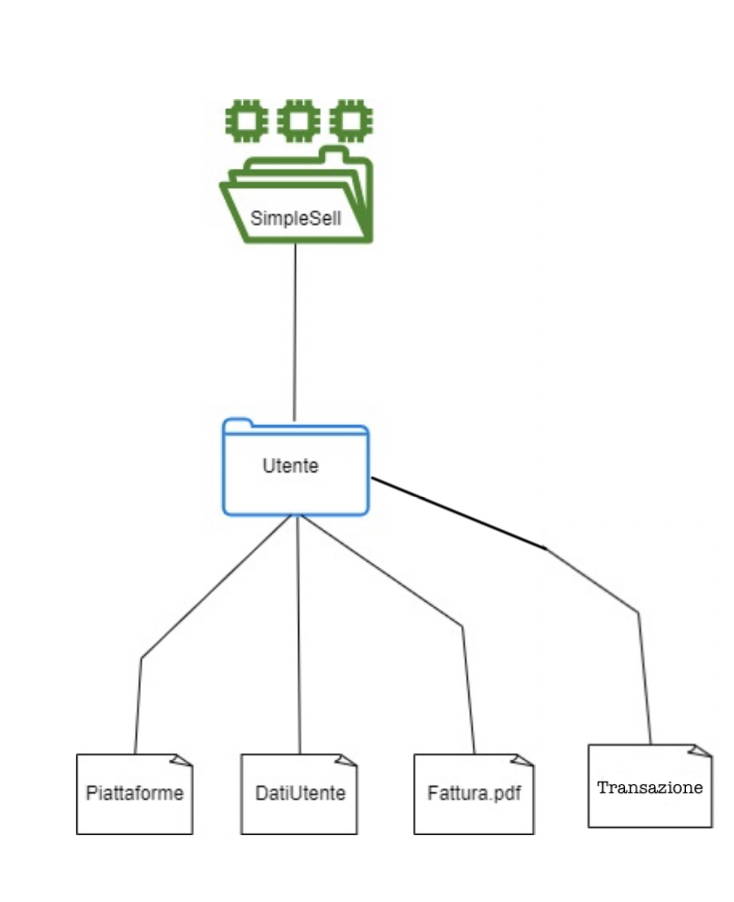 SimpleSell
Utente
Piattaforme
DatiUtente
Fattura.pdf
Transazione